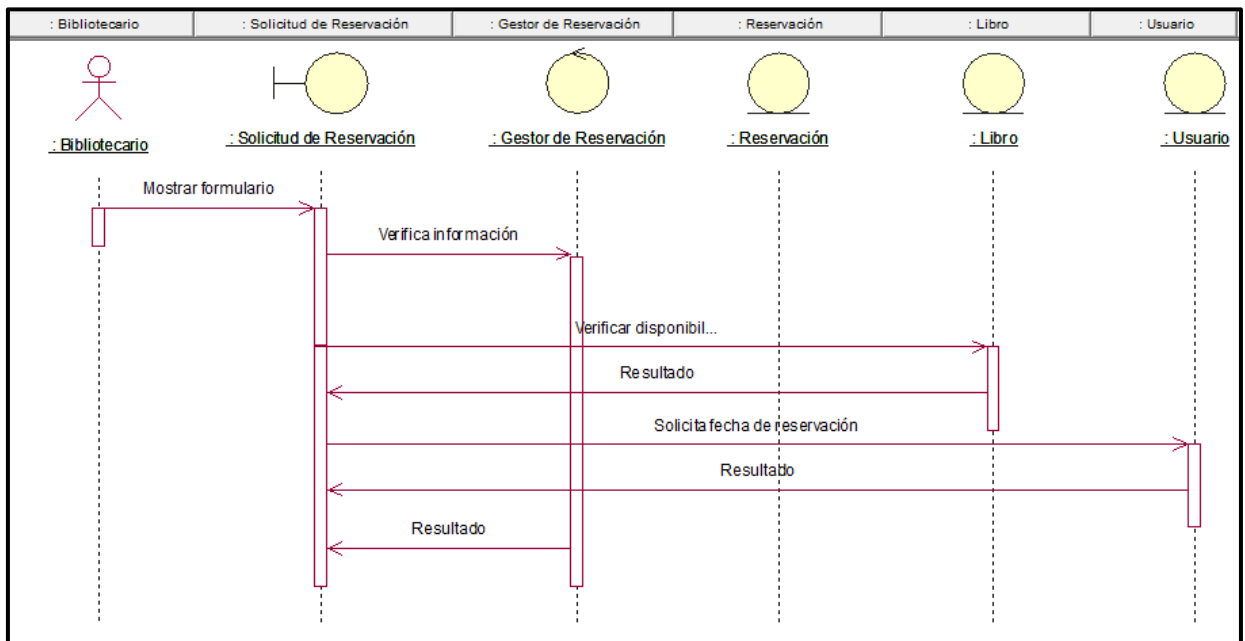 : Bibliotecario
: Solicitud de Reservación
: Gestor de Reservación
: Reservación
: Libro
: Usuario
: Bibliotecario
: Solicitud de Reservación
: Gestor de Reservación
: Reservación
: Libro
: Usuario
Mostrar formulario
Verifica información
Verificar disponibil...
Resultado
Solicita fecha de reservación
Resultado
Resultado